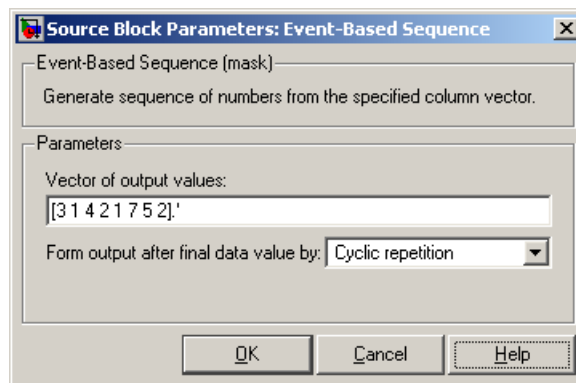 Source Block Parameters: Event-Based Sequence
Event-Based Sequence (mask)
Generate sequence of numbers from the specified column vector.
Parameters
Vector of output values:
[3 1 4 2 1 7 5 2].'
Form output after final data value by: Cyclic repetition
OK Cancel Help